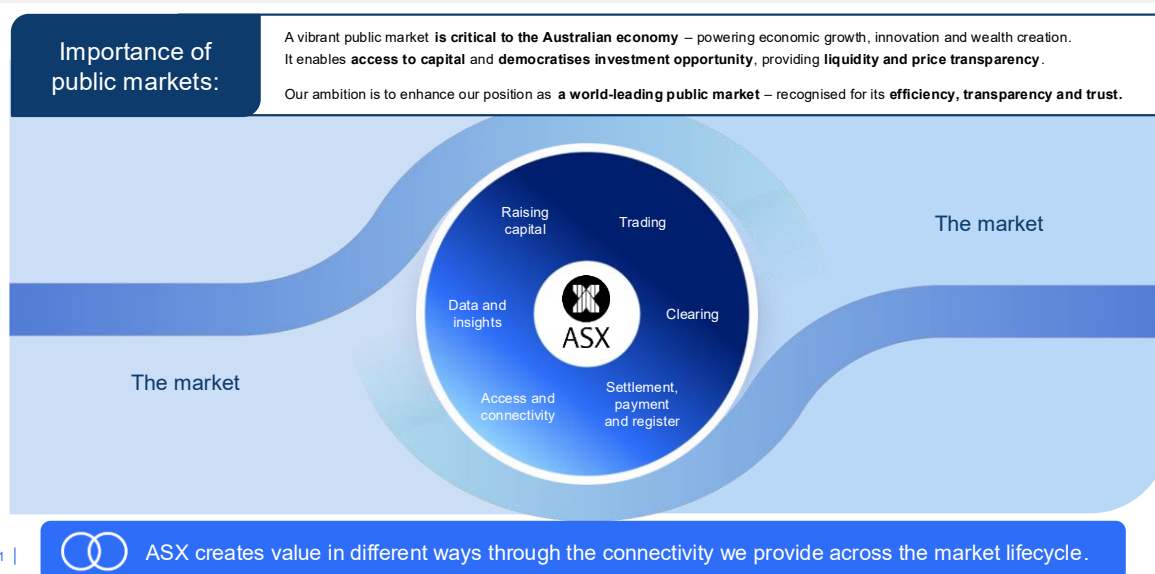 Importance of
public markets:
A vibrant public market is critical to the Australian economy – powering economic growth, innovation and wealth creation.
It enables access to capital and democratises investment opportunity, providing liquidity and price transparency.
Our ambition is to enhance our position as a world-leading public market – recognised for its efficiency, transparency and trust.
Raising
capital
Trading
The market
Data and
insights
ASX
Clearing
The market
Access and
connectivity
Settlement,
payment
and register
ASX creates value in different ways through the connectivity we provide across the market lifecycle.